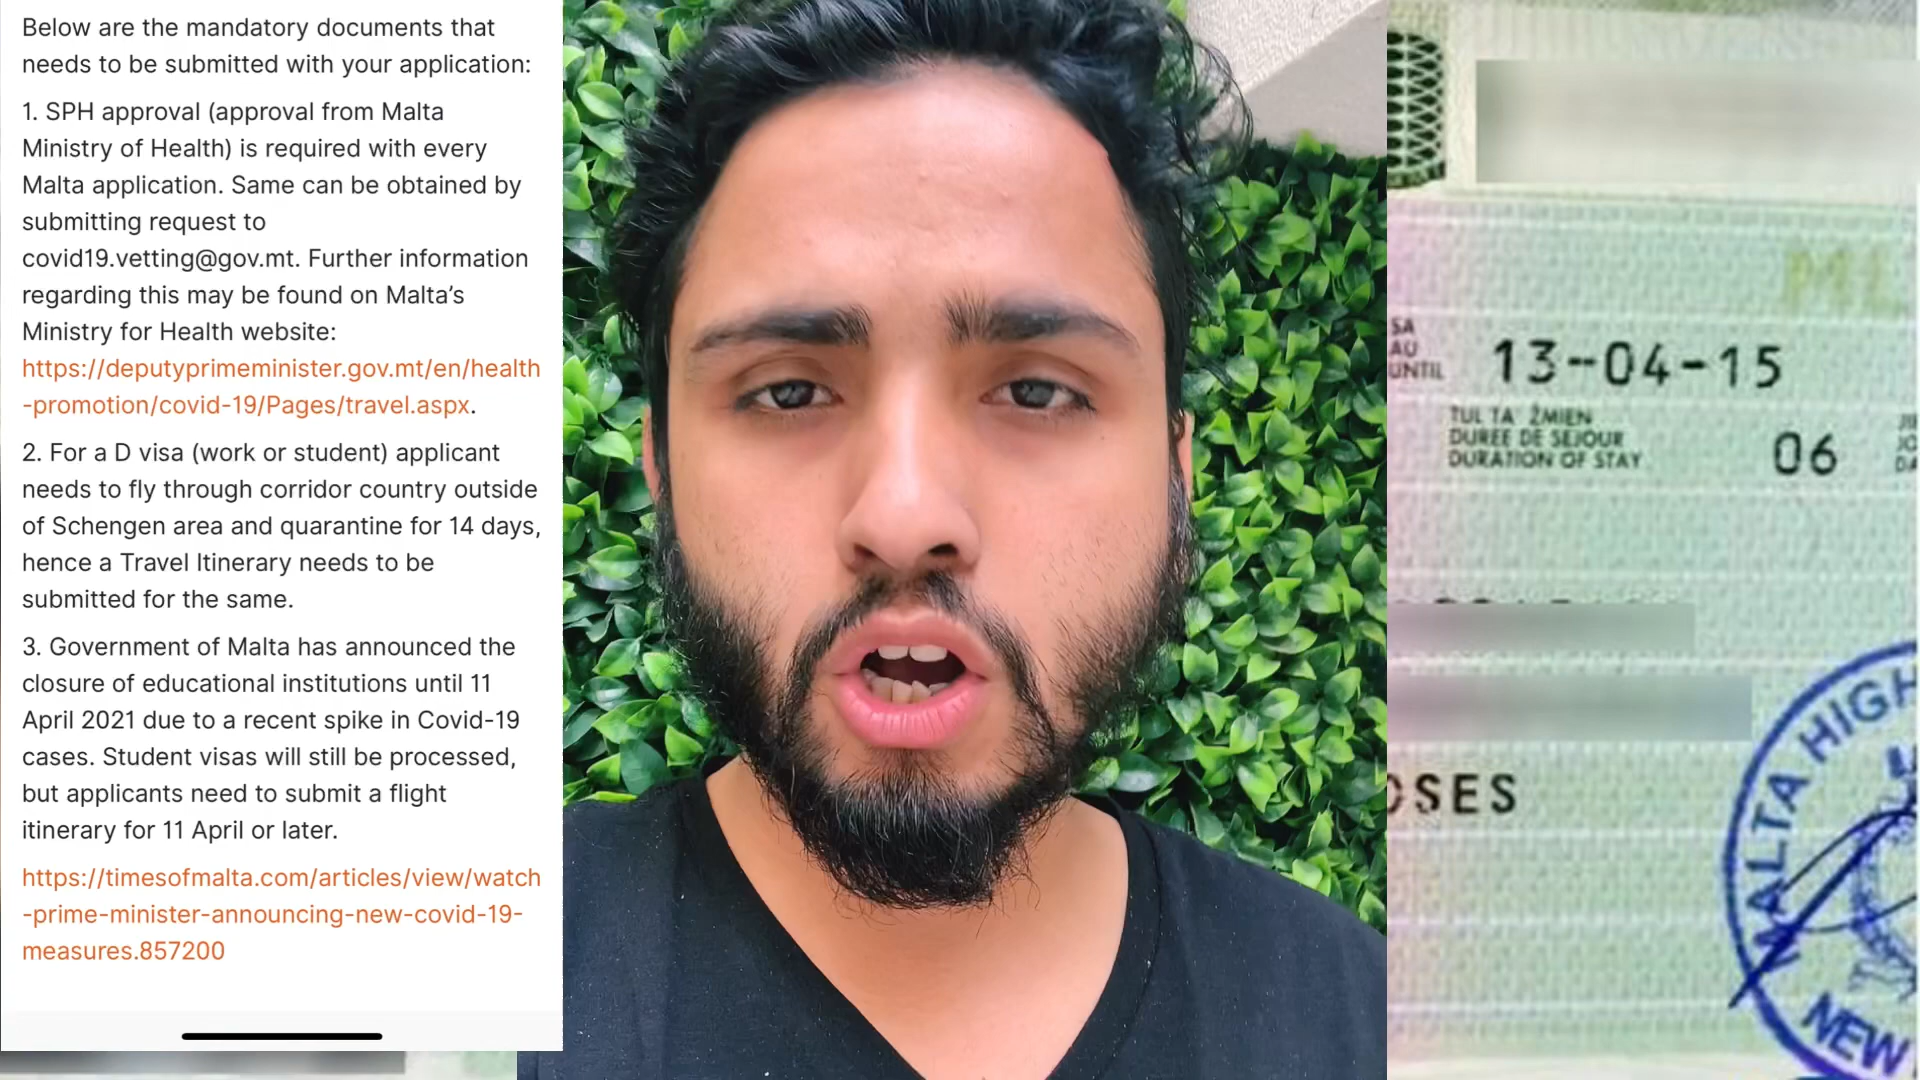 Below are the mandatory documents that
needs to be submitted with your application:
1. SPH approval (approval from Malta
Ministry of Health) is required with every
Malta application. Same can be obtained by
submitting request to
covid19.vetting@gov.mt. Further information
regarding this may be found on Malta’s
Ministry for Health website:
https://deputyprimeminister.gov.mt/en/health
-promotion/covid-19/Pages/travel.aspx.
2. For a D visa (work or student) applicant
needs to fly through corridor country outside
of Schengen area and quarantine for 14 days,
hence a Travel Itinerary needs to be
submitted for the same.
3. Government of Malta has announced the
closure of educational institutions until 11
April 2021 due to a recent spike in Covid-19
cases. Student visas will still be processed,
but applicants need to submit a flight
itinerary for 11 April or later.
https://timesofmalta.com/articles/view/watch
-prime-minister-announcing-new-covid-19-
measures.857200
SA
AU
UNTIL
13-04-15
TUL TA' ŻMIEN
DUREE DE SEJOUR
DURATION OF STAY
06
OSES
MALTA HIGH
NEW